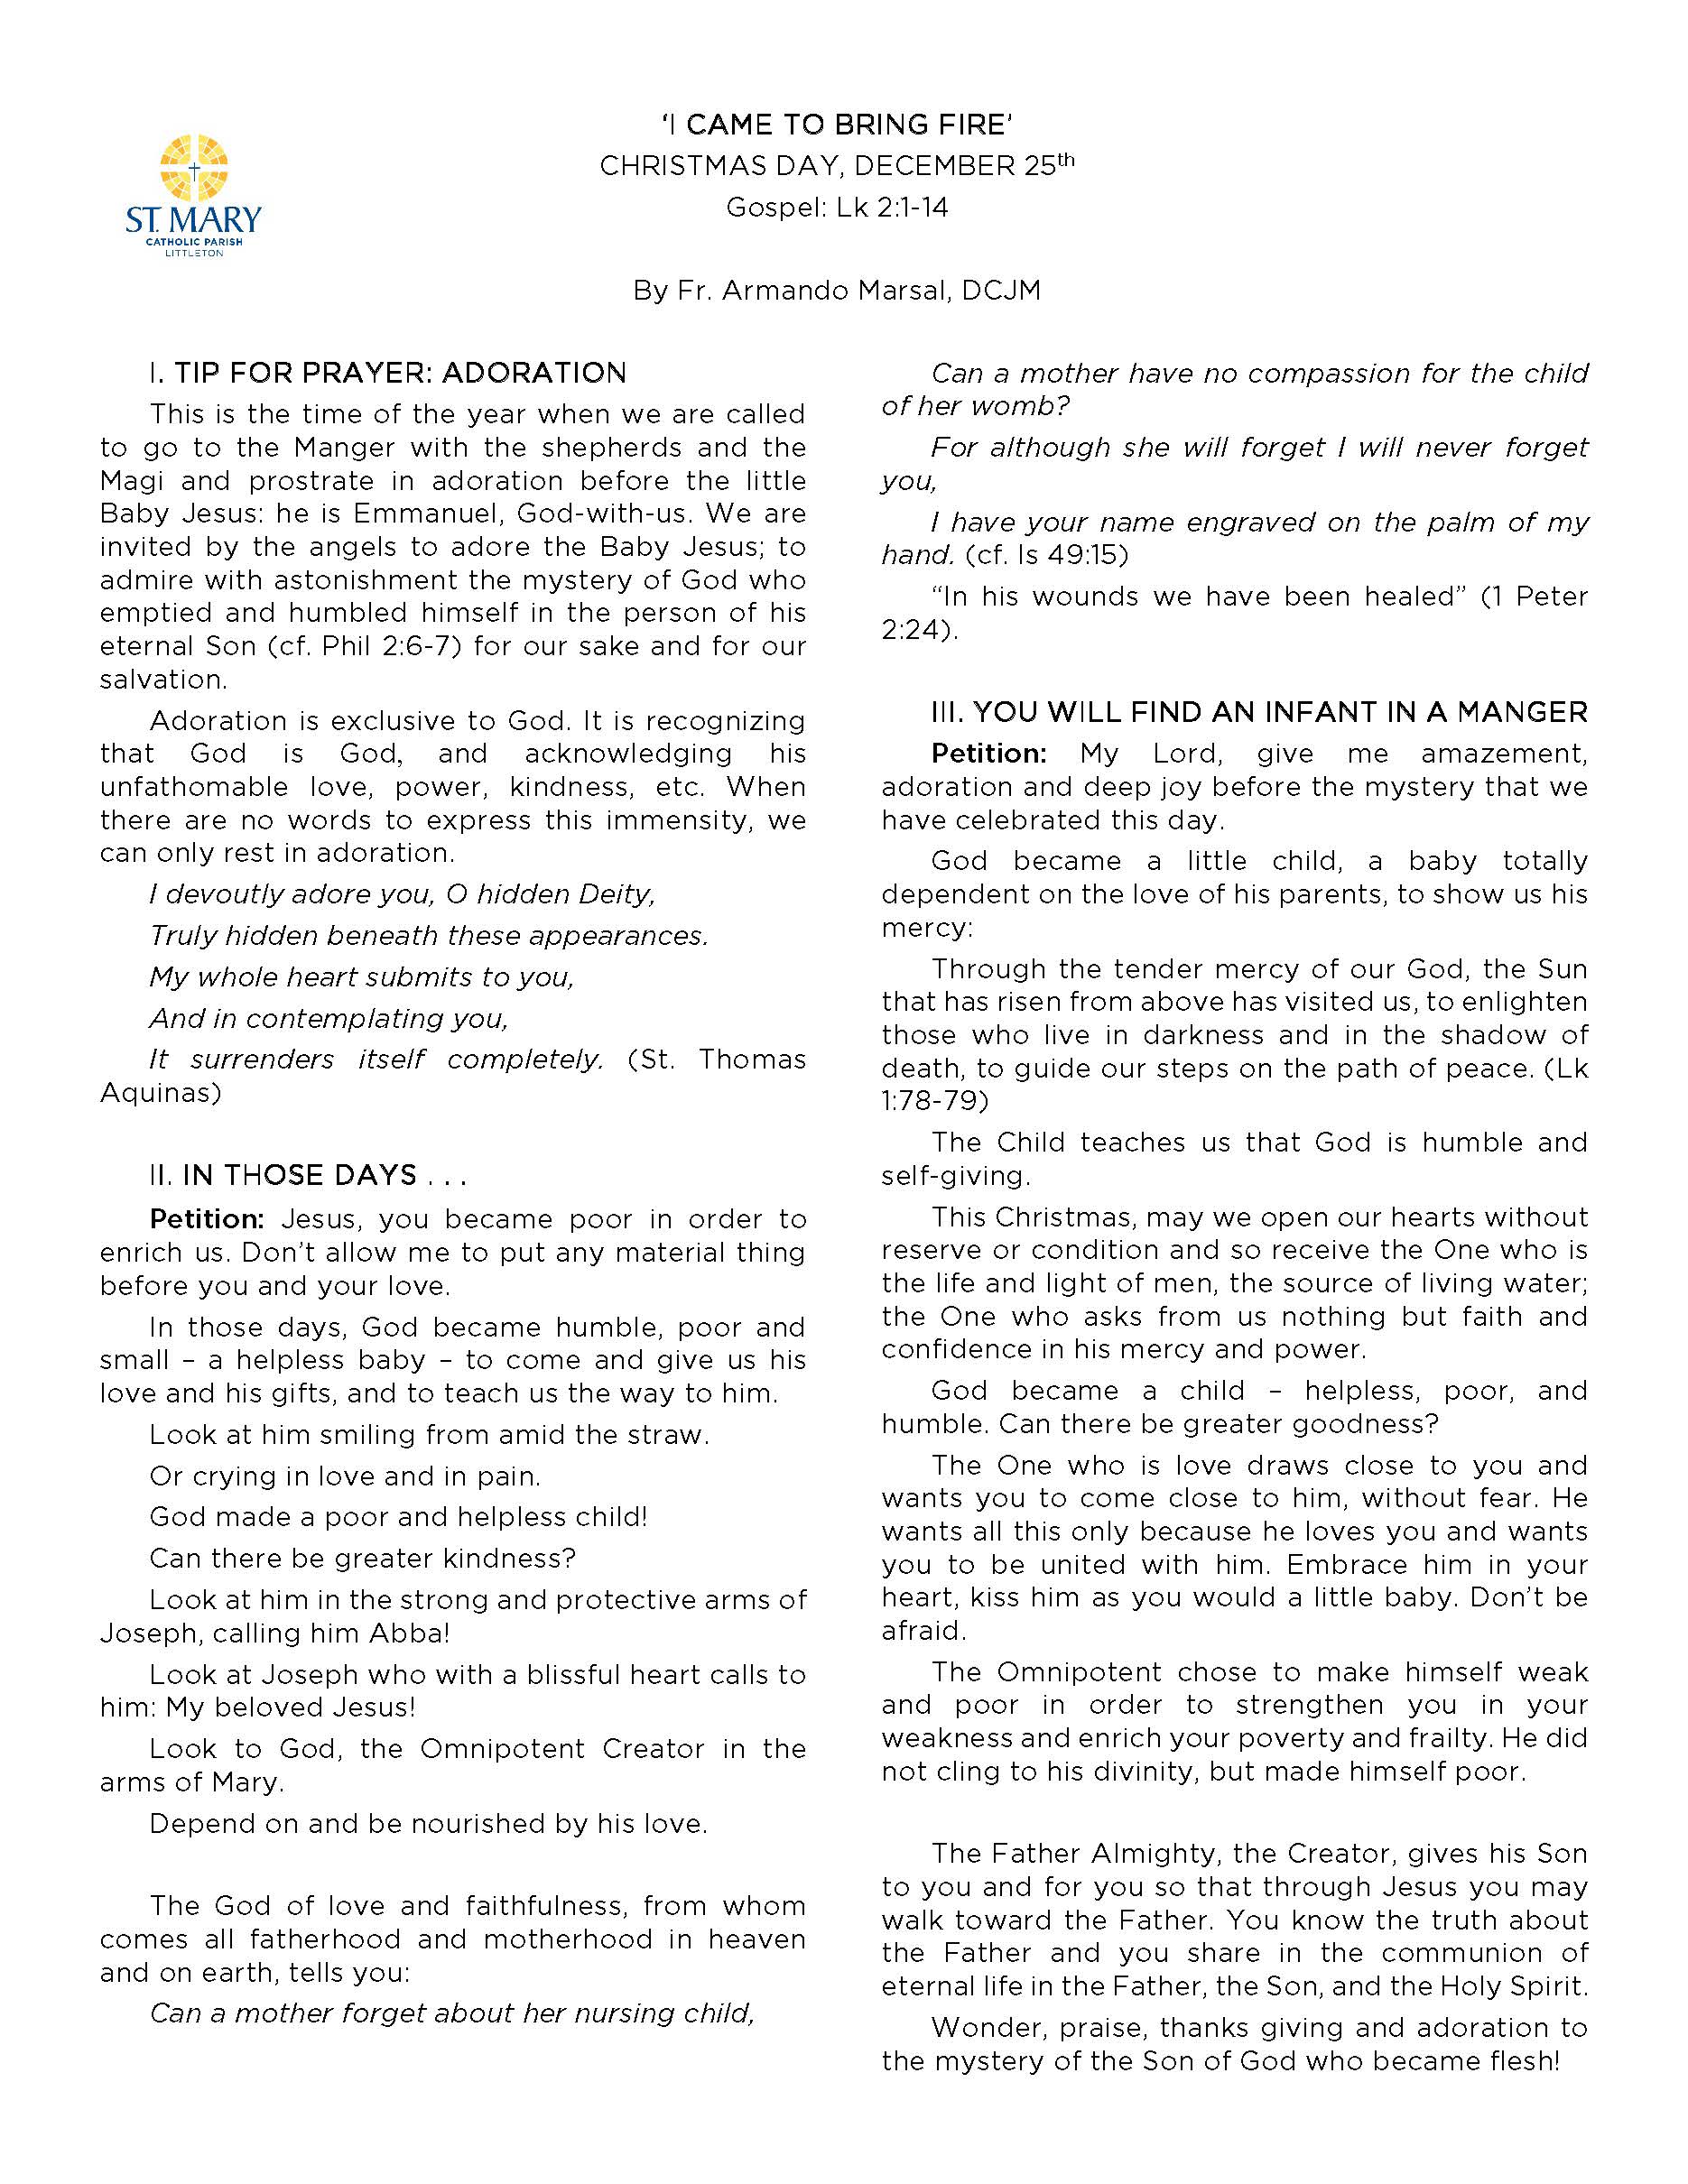 ‘I CAME TO BRING FIRE’
CHRISTMAS DAY, DECEMBER 25th
Gospel: Lk 2:1-14
ST. MARY
CATHOLIC PARISH
LITTLETON
By Fr. Armando Marsal, DCJM
I. TIP FOR PRAYER: ADORATION
This is the time of the year when we are called
to go to the Manger with the shepherds and the
Magi and prostrate in adoration before the little
Baby Jesus: he is Emmanuel, God-with-us. We are
invited by the angels to adore the Baby Jesus; to
admire with astonishment the mystery of God who
emptied and humbled himself in the person of his
eternal Son (cf. Phil 2:6-7) for our sake and for our
salvation.
Adoration is exclusive to God. It is recognizing
that God is God, and acknowledging his
unfathomable love, power, kindness, etc. When
there are no words to express this immensity, we
can only rest in adoration.
I devoutly adore you, O hidden Deity,
Truly hidden beneath these appearances.
My whole heart submits to you,
And in contemplating you,
It surrenders itself completely. (St. Thomas
Aquinas)
II. IN THOSE DAYS . . .
Petition: Jesus, you became poor in order to
enrich us. Don’t allow me to put any material thing
before you and your love.
In those days, God became humble, poor and
small – a helpless baby – to come and give us his
love and his gifts, and to teach us the way to him.
Look at him smiling from amid the straw.
Or crying in love and in pain.
God made a poor and helpless child!
Can there be greater kindness?
Look at him in the strong and protective arms of
Joseph, calling him Abba!
Look at Joseph who with a blissful heart calls to
him: My beloved Jesus!
Look to God, the Omnipotent Creator in the
arms of Mary.
Depend on and be nourished by his love.
The God of love and faithfulness, from whom
comes all fatherhood and motherhood in heaven
and on earth, tells you:
Can a mother forget about her nursing child,
Can a mother have no compassion for the child
of her womb?
For although she will forget I will never forget
you,
I have your name engraved on the palm of my
hand. (cf. Is 49:15)
“In his wounds we have been healed” (1 Peter
2:24).
III. YOU WILL FIND AN INFANT IN A MANGER
Petition: My Lord, give me amazement,
adoration and deep joy before the mystery that we
have celebrated this day.
God became a little child, a baby totally
dependent on the love of his parents, to show us his
mercy:
Through the tender mercy of our God, the Sun
that has risen from above has visited us, to enlighten
those who live in darkness and in the shadow of
death, to guide our steps on the path of peace. (Lk
1:78-79)
The Child teaches us that God is humble and
self-giving.
This Christmas, may we open our hearts without
reserve or condition and so receive the One who is
the life and light of men, the source of living water;
the One who asks from us nothing but faith and
confidence in his mercy and power.
God became a child – helpless, poor, and
humble. Can there be greater goodness?
The One who is love draws close to you and
wants you to come close to him, without fear. He
wants all this only because he loves you and wants
you to be united with him. Embrace him in your
heart, kiss him as you would a little baby. Don’t be
afraid.
The Omnipotent chose to make himself weak
and poor in order to strengthen you in your
weakness and enrich your poverty and frailty. He did
not cling to his divinity, but made himself poor.
The Father Almighty, the Creator, gives his Son
to you and for you so that through Jesus you may
walk toward the Father. You know the truth about
the Father and you share in the communion of
eternal life in the Father, the Son, and the Holy Spirit.
Wonder, praise, thanks giving and adoration to
the mystery of the Son of God who became flesh!